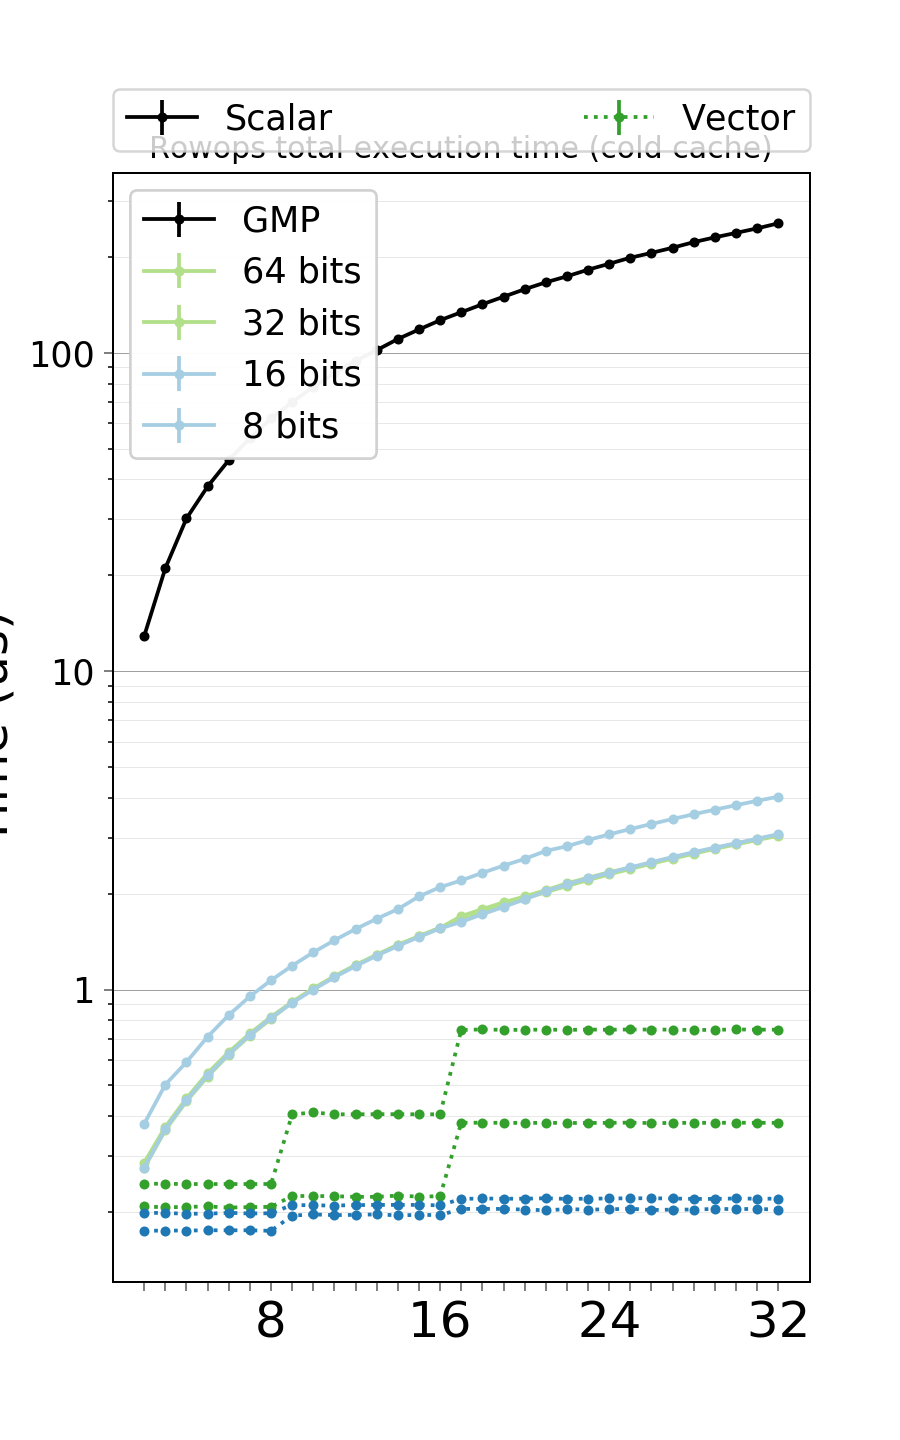 Scalar
Vector
Rowops total execution time (cold cache)
GMP
64 bits
32 bits
16 bits
8 bits
100
10
1
8
16
24
32